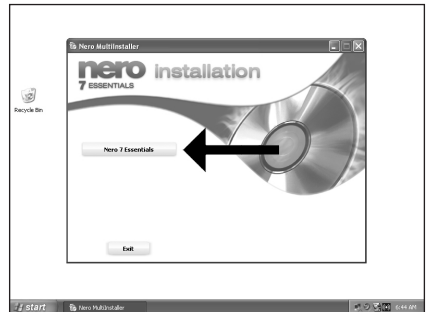 Nero MultiInstaller
nero installation
7 ESSENTIALS
Recycle Bin
Nero 7 Essentials
Exit
start
Nero MultiInstaller
6:44 AM